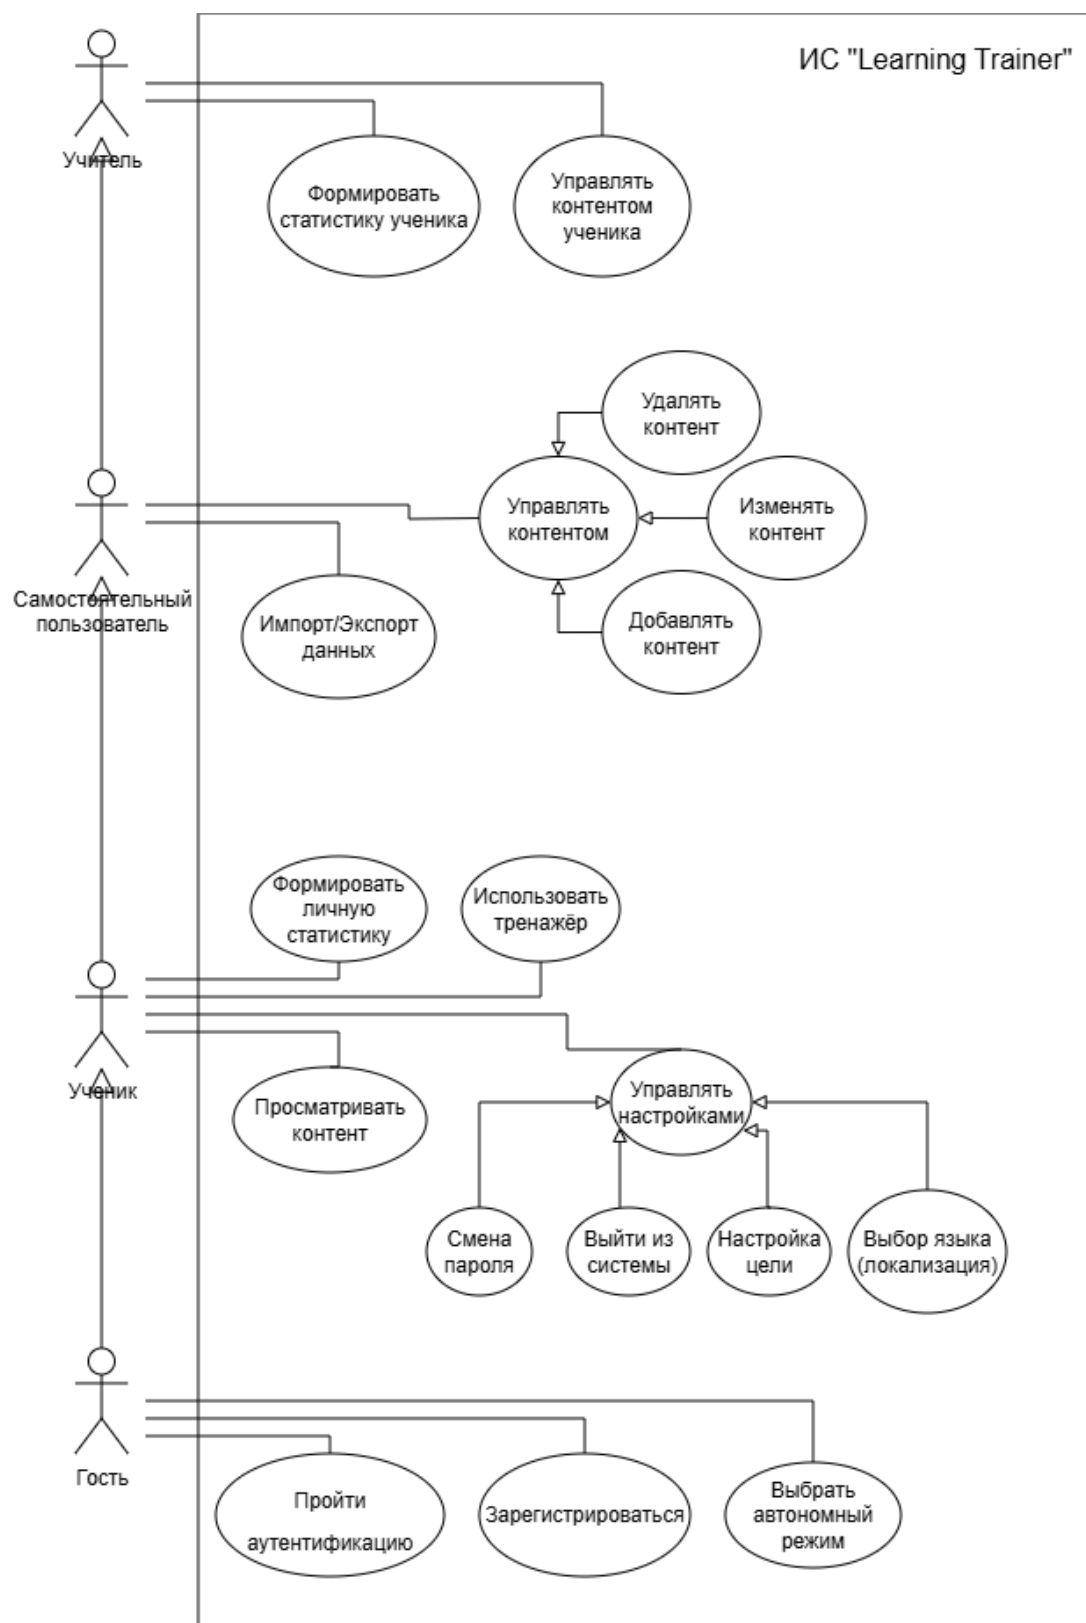 ИС "Learning Trainer"
Учитель
Формировать
статистику ученика
Управлять
контентом
ученика
Удалять
контент
Управлять
контентом
Изменять
контент
Самостоятельный
пользователь
Импорт/Экспорт
данных
Добавлять
контент
Формировать
личную
статистику
Использовать
тренажёр
Ученик
Просматривать
контент
Управлять
настройками
Смена
пароля
Выйти из
системы
Настройка
цели
Выбор языка
(локализация)
Гость
Пройти
аутентификацию
Зарегистрироваться
Выбрать
автономный
режим